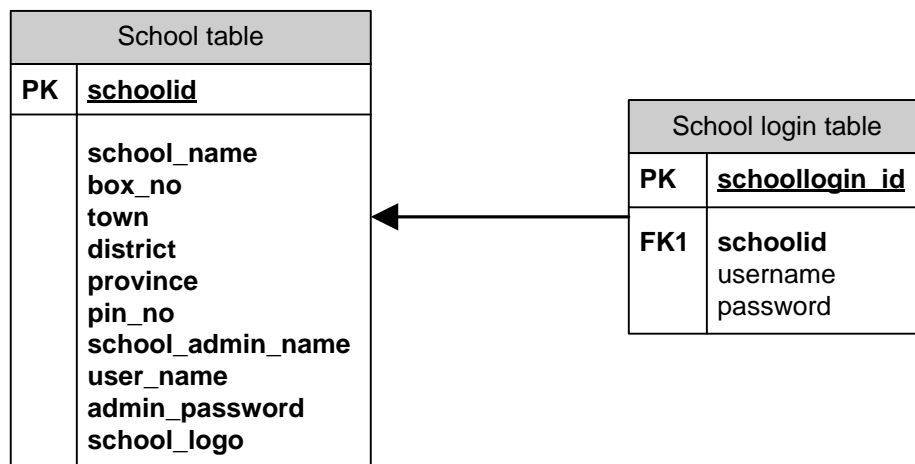 School table
PK schoolid
school_name
box_no
town
district
province
pin_no
school_admin_name
user_name
admin_password
school_logo
School login table
PK schoollogin_id
FK1 schoolid
username
password